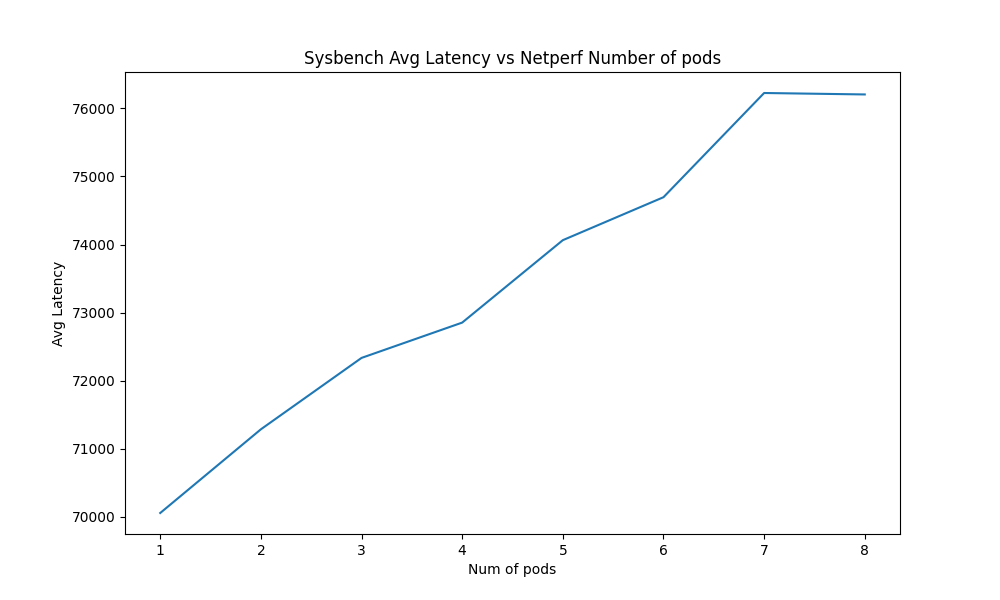 Sysbench Avg Latency vs Netperf Number of pods
Avg Latency
76000
75000
74000
73000
72000
71000
70000
1 2 3 4 5 6 7 8
Num of pods